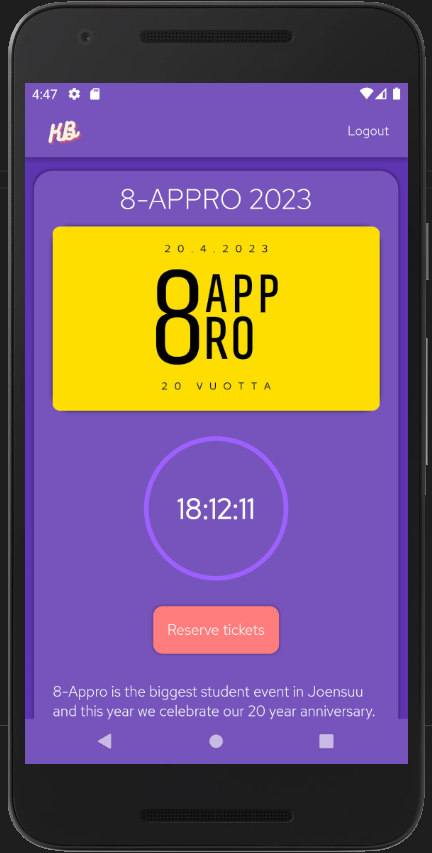 4:47
KB
Logout
8-APPRO 2023
20.4.2023
8 APP
RO
20 VUOTTA
18:12:11
Reserve tickets
8-Appro is the biggest student event in Joensuu
and this year we celebrate our 20 year anniversary.